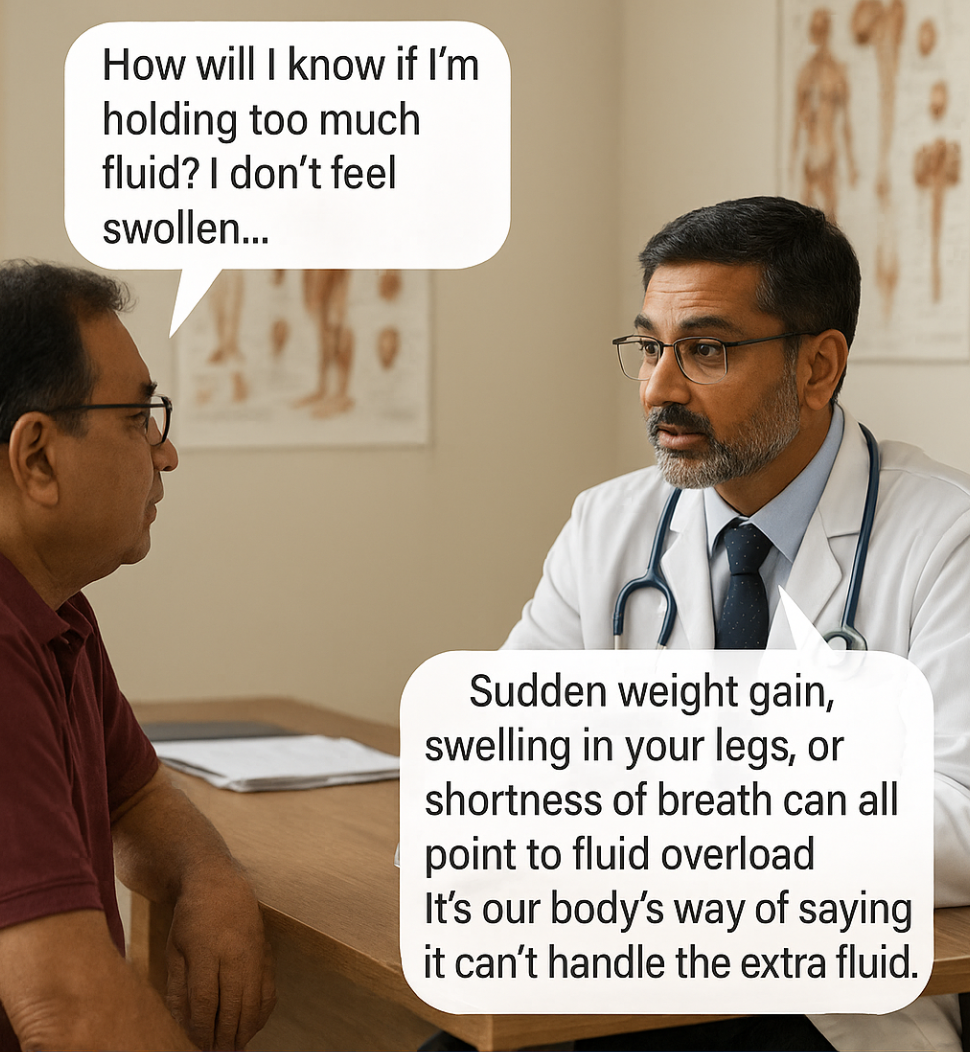 How will I know if I'm
holding too much
fluid? I don't feel
swollen...
Sudden weight gain,
swelling in your legs, or
shortness of breath can all
point to fluid overload
It's our body's way of saying
it can't handle the extra fluid.